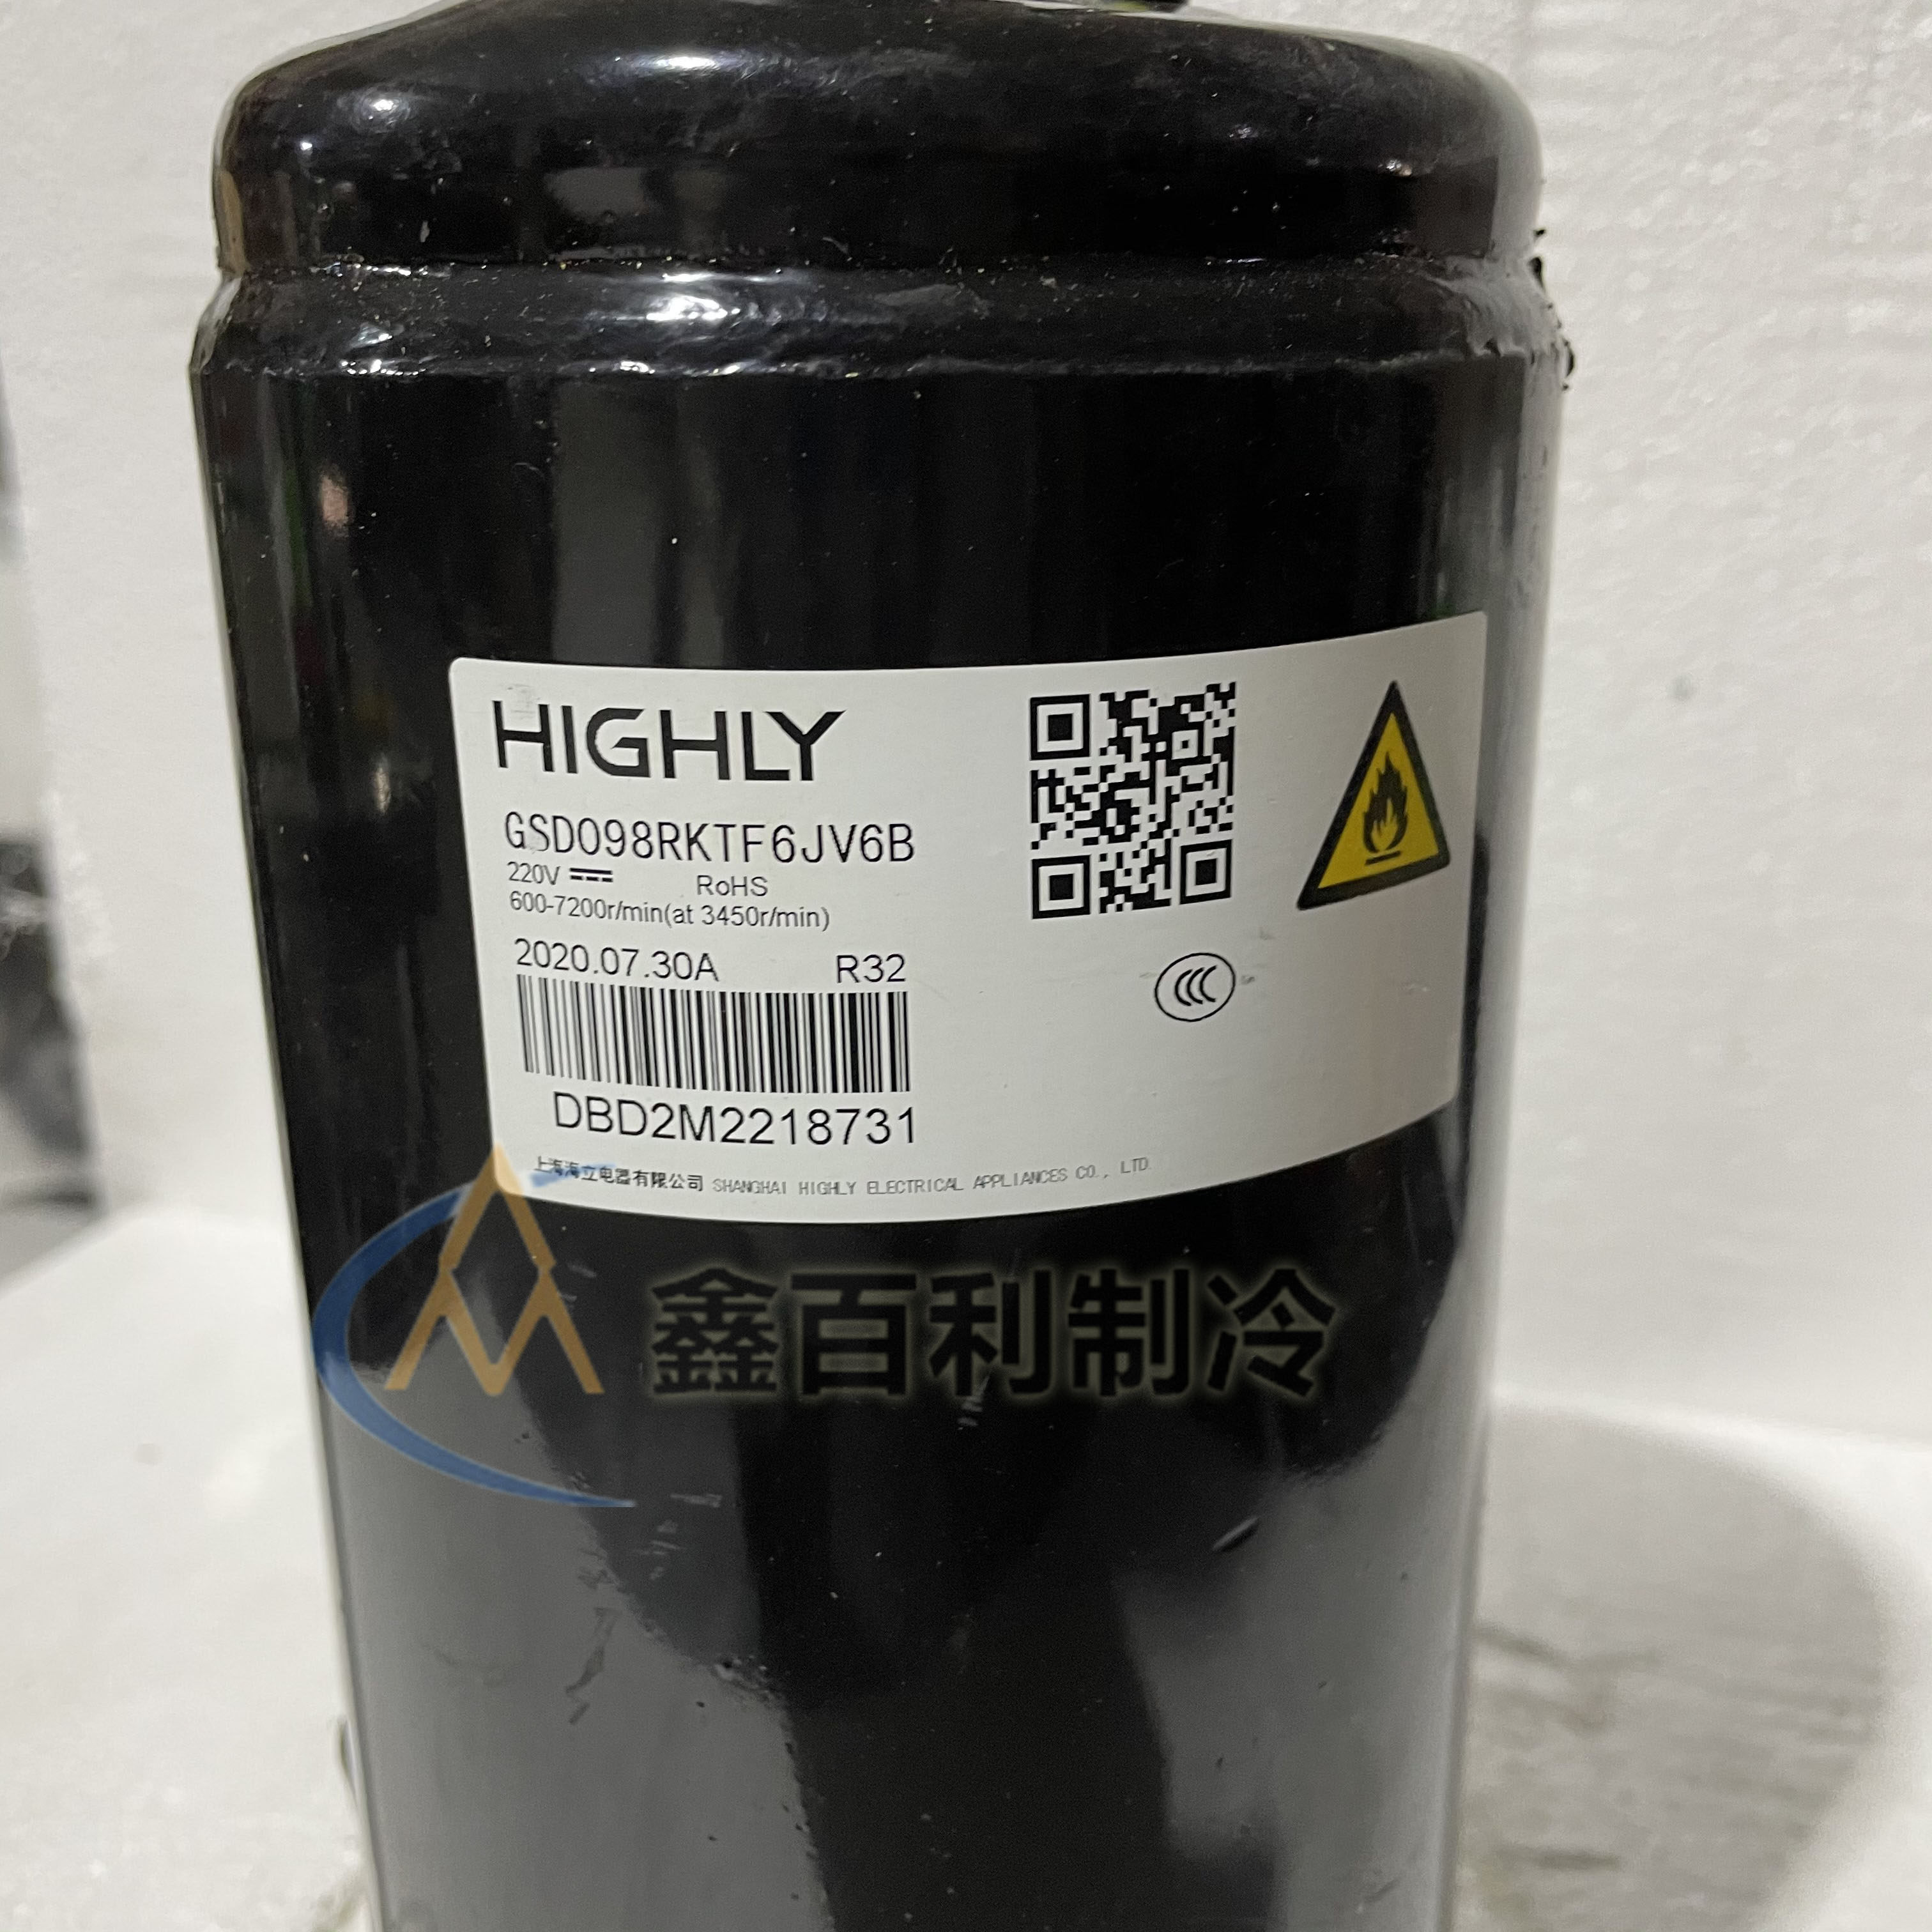 HIGHLY
GSD098RKTF6JV6B
220V RoHS
600-7200r/min(at 3450r/min)
2020.07.30A R32
DBD2M2218731
上海海立电器有限公司 SHANGHAI HIGHLY ELECTRICAL APPLIANCES CO., LTD.
鑫百利制冷